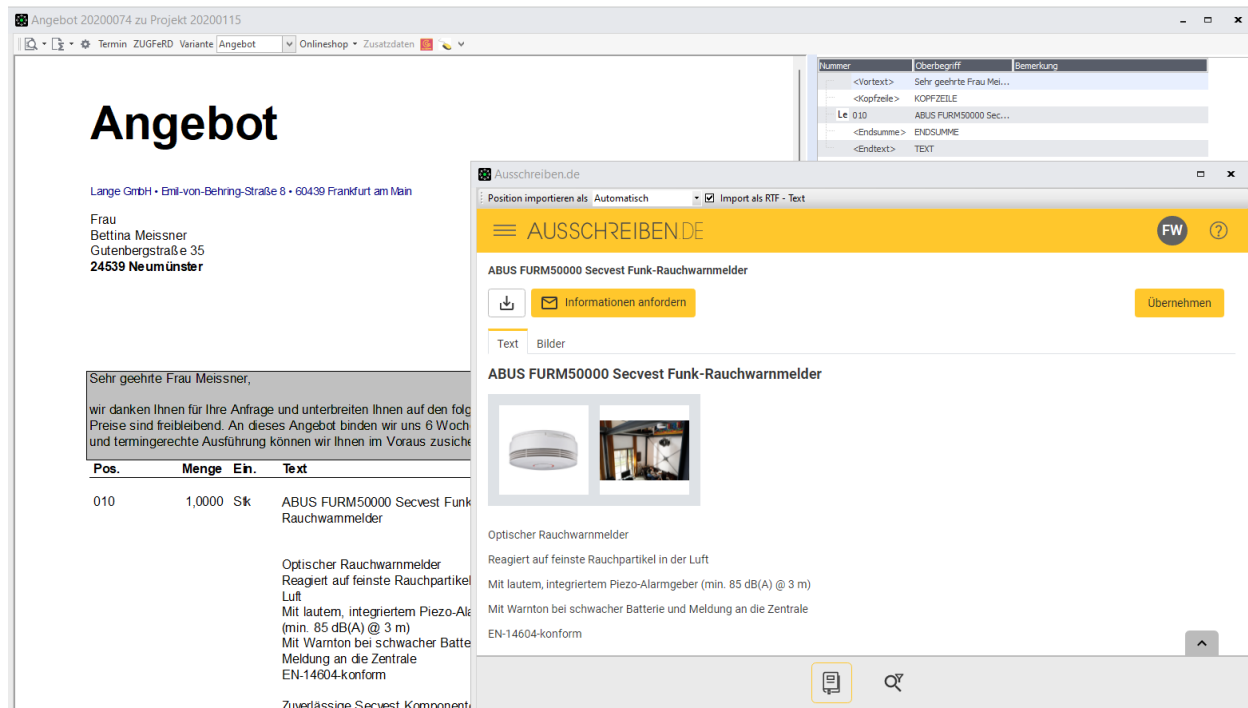 Angebot 20200074 zu Projekt 20200115
Termin ZUGFeRD Variante Angebot Onlineshop Zusatzdaten
Nummer Oberbegriff Bemerkung
<Vortext> Sehr geehrte Frau Mei...
<Kopfzeile> KOPFZEILE
Le 010 ABUS FURM50000 Sec...
<Endsumme> ENDSUMME
<Endtext> TEXT
Angebot
Lange GmbH • Emil-von-Behring-Straße 8 • 60439 Frankfurt am Main
Frau
Bettina Meissner
Gutenbergstraße 35
24539 Neumünster
Sehr geehrte Frau Meissner,
wir danken Ihnen für Ihre Anfrage und unterbreiten Ihnen auf den folg
Preise sind freibleibend. An dieses Angebot binden wir uns 6 Woch
und termingerechte Ausführung können wir Ihnen im Voraus zusiche
Pos. Menge Ein. Text
010 1,0000 Stk ABUS FURM50000 Secvest Funk
Rauchwarnmelder
Optischer Rauchwarnmelder
Reagiert auf feinste Rauchpartikel
Luft
Mit lautem, integriertem Piezo-Ala
(min. 85 dB(A) @ 3 m)
Mit Warnton bei schwacher Batte
Meldung an die Zentrale
EN-14604-konform
Zuverlässige Secvest Komponent
Ausschreiben.de
Position importieren als Automatisch Import als RTF - Text
AUSSCHREIBEN.DE FW
ABUS FURM50000 Secvest Funk-Rauchwarnmelder
Informationen anfordern Übernehmen
Text Bilder
ABUS FURM50000 Secvest Funk-Rauchwarnmelder
Optischer Rauchwarnmelder
Reagiert auf feinste Rauchpartikel in der Luft
Mit lautem, integriertem Piezo-Alarmgeber (min. 85 dB(A) @ 3 m)
Mit Warnton bei schwacher Batterie und Meldung an die Zentrale
EN-14604-konform